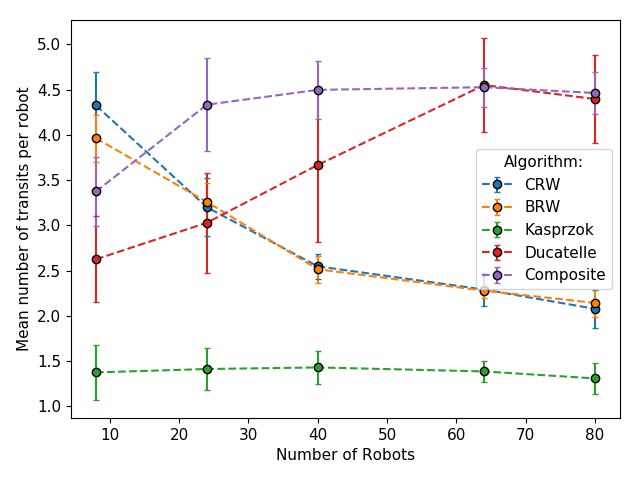 Mean number of transits per robot
5.0
4.5
4.0
3.5
3.0
2.5
2.0
1.5
1.0
Algorithm:
CRW
BRW
Kasprzok
Ducatelle
Composite
10 20 30 40 50 60 70 80
Number of Robots